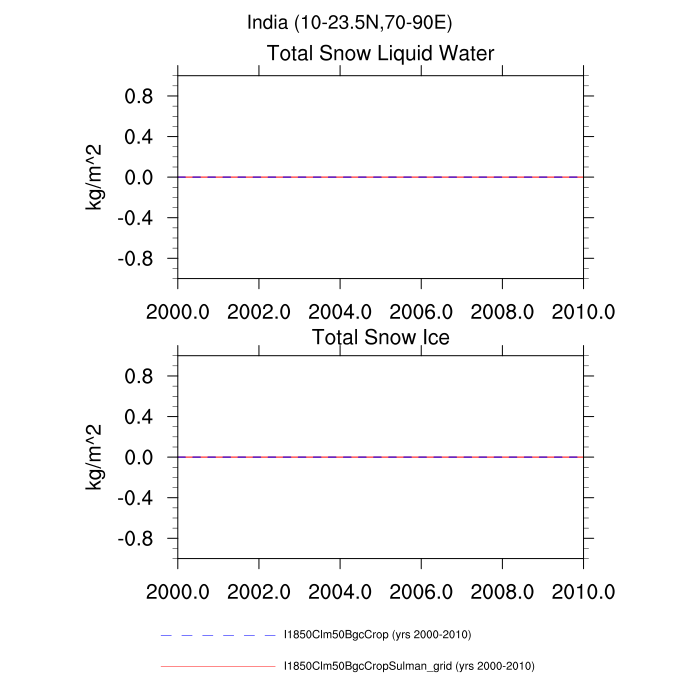 India (10-23.5N,70-90E)
Total Snow Liquid Water
0.8
0.4
0.0
-0.4
-0.8
kg/m^2
2000.0 2002.0 2004.0 2006.0 2008.0 2010.0
Total Snow Ice
0.8
0.4
0.0
-0.4
-0.8
kg/m^2
2000.0 2002.0 2004.0 2006.0 2008.0 2010.0
I1850Clm50BgcCrop (yrs 2000-2010)
I1850Clm50BgcCropSulman_grid (yrs 2000-2010)